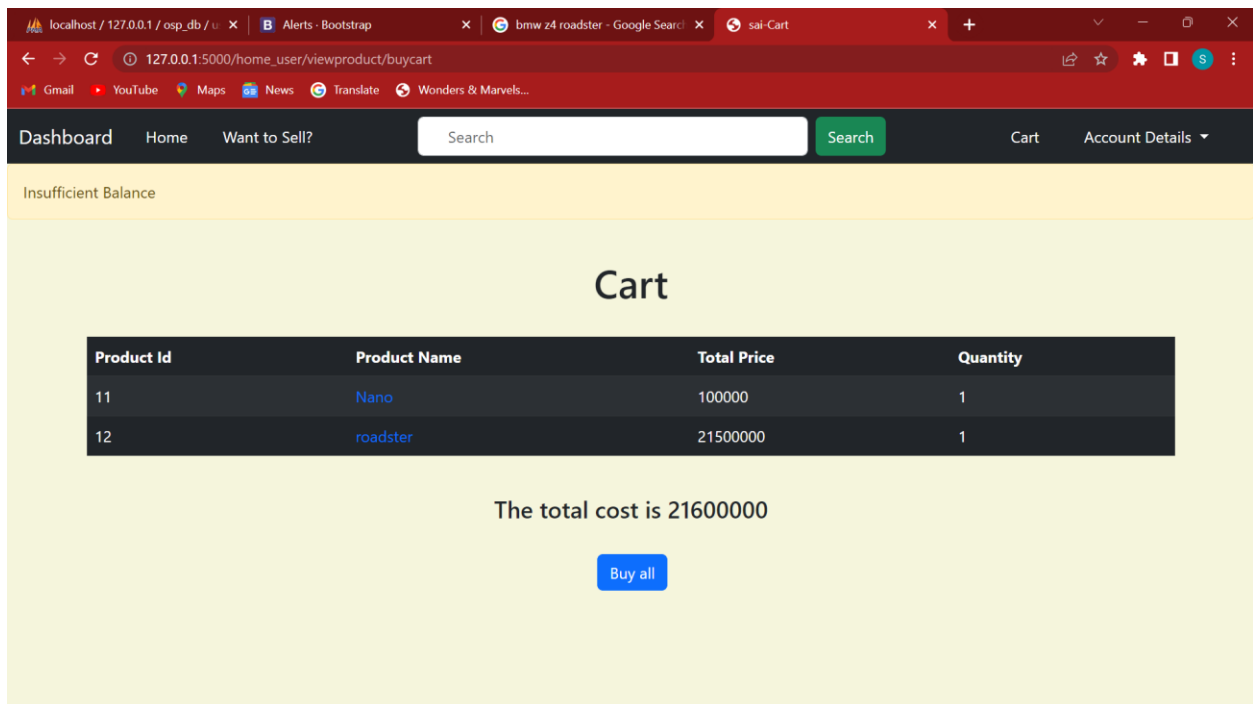 localhost / 127.0.0.1 / osp_db / u Alerts · Bootstrap bmw z4 roadster - Google Search sai-Cart
127.0.0.1:5000/home_user/viewproduct/buycart S
Gmail YouTube Maps GE News Translate Wonders & Marvels...
Dashboard Home Want to Sell? Search Search Cart Account Details
Insufficient Balance
Cart
Product Id Product Name Total Price Quantity
11 Nano 100000 1
12 roadster 21500000 1
The total cost is 21600000
Buy all